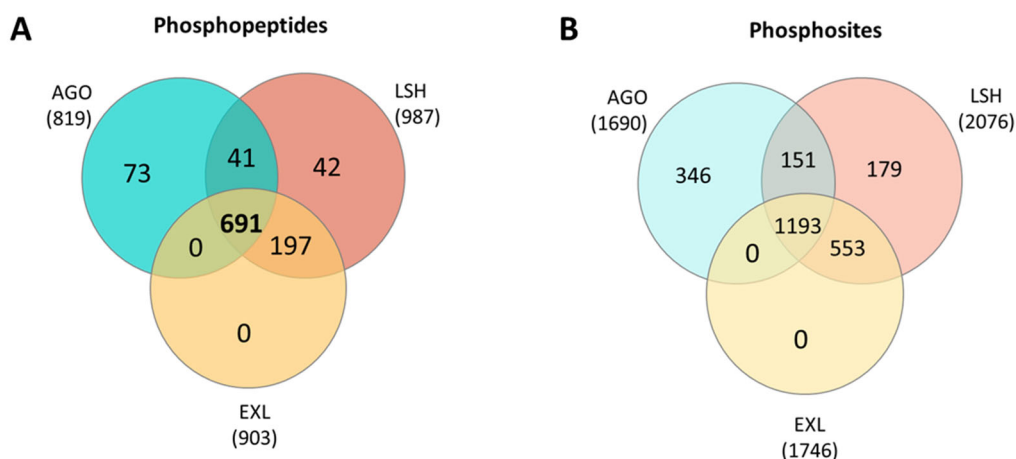 A
Phosphopeptides
AGO
(819)
LSH
(987)
73
41
42
691
0
197
0
EXL
(903)
B
Phosphosites
AGO
(1690)
LSH
(2076)
346
151
179
1193
0
553
0
EXL
(1746)